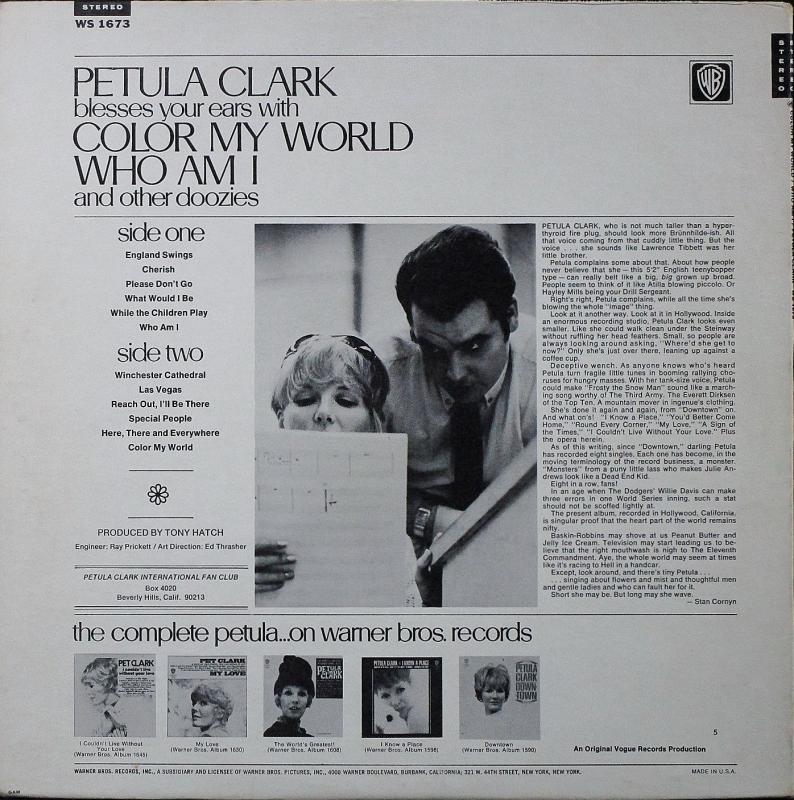 STEREO
WS 1673
STEREO
WB
PETULA CLARK
blesses your ears with
COLOR MY WORLD
WHO AM I
and other doozies
side one
England Swings
Cherish
Please Don't Go
What Would I Be
While the Children Play
Who Am I
side two
Winchester Cathedral
Las Vegas
Reach Out, I'll Be There
Special People
Here, There and Everywhere
Color My World
PRODUCED BY TONY HATCH
Engineer: Ray Prickett / Art Direction: Ed Thrasher
PETULA CLARK INTERNATIONAL FAN CLUB
Box 4020
Beverly Hills, Calif. 90213
PETULA CLARK, who is not much taller than a hyper-
thyroid fire plug, should look more Brünnhilde-ish. All
that voice coming from that cuddly little thing. But the
voice . . . she sounds like Lawrence Tibbett was her
little brother.
Petula complains some about that. About how people
never believe that she — this 5'2" English teenybopper
type — can really belt like a big, big grown up broad.
People seem to think of it like Atilla blowing piccolo. Or
Hayley Mills being your Drill Sergeant.
Right's right, Petula complains, while all the time she's
blowing the whole "image" thing.
Look at it another way. Look at it in Hollywood. Inside
an enormous recording studio, Petula Clark looks even
smaller. Like she could walk clean under the Steinway
without ruffling her head feathers. Small, so people are
always looking around asking, "Where'd she get to
now?" Only she's just over there, leaning up against a
coffee cup.
Deceptive wench. As anyone knows who's heard
Petula turn fragile little tunes in booming rallying cho-
ruses for hungry masses. With her tank-size voice, Petula
could make "Frosty the Snow Man" sound like a march-
ing song worthy of The Third Army. The Everett Dirksen
of the Top Ten. A mountain mover in ingenue's clothing.
She's done it again and again, from "Downtown" on.
And what on's! "I Know a Place," "You'd Better Come
Home," "Round Every Corner," "My Love," "A Sign of
the Times," "I Couldn't Live Without Your Love." Plus
the opera herein.
As of this writing, since "Downtown," darling Petula
has recorded eight singles. Each one has become, in the
moving terminology of the record business, a monster.
"Monsters" from a puny little lass who makes Julie An-
drews look like a Dead End Kid.
Eight in a row, fans!
In an age when The Dodgers' Willie Davis can make
three errors in one World Series inning, such a stat
should not be scoffed lightly at.
The present album, recorded in Hollywood, California,
is singular proof that the heart part of the world remains
nifty.
Baskin-Robbins may shove at us Peanut Butter and
Jelly Ice Cream. Television may start leading us to be-
lieve that the right mouthwash is nigh to The Eleventh
Commandment. Aye, the whole world may seem at times
like it's racing to Hell in a handcar.
Except, look around, and there's tiny Petula . . .
. . . singing about flowers and mist and thoughtful men
and gentle ladies and who can fault her for it.
Short she may be. But long may she wave.
— Stan Cornyn
the complete petula...on warner bros. records
PET CLARK
i couldn't live
without your love
PET CLARK
MY LOVE
PETULA
CLARK
PETULA CLARK • I KNOW A PLACE
PETULA
CLARK
DOWN
TOWN
I Couldn't Live Without
Your Love
(Warner Bros. Album 1645)
My Love
(Warner Bros. Album 1630)
The World's Greatest!!
(Warner Bros. Album 1608)
I Know a Place
(Warner Bros. Album 1598)
Downtown
(Warner Bros. Album 1590)
5
An Original Vogue Records Production
WARNER BROS. RECORDS, INC., A SUBSIDIARY AND LICENSEE OF WARNER BROS. PICTURES, INC., 4000 WARNER BOULEVARD, BURBANK, CALIFORNIA; 321 W. 44TH STREET, NEW YORK, NEW YORK.
MADE IN U.S.A.